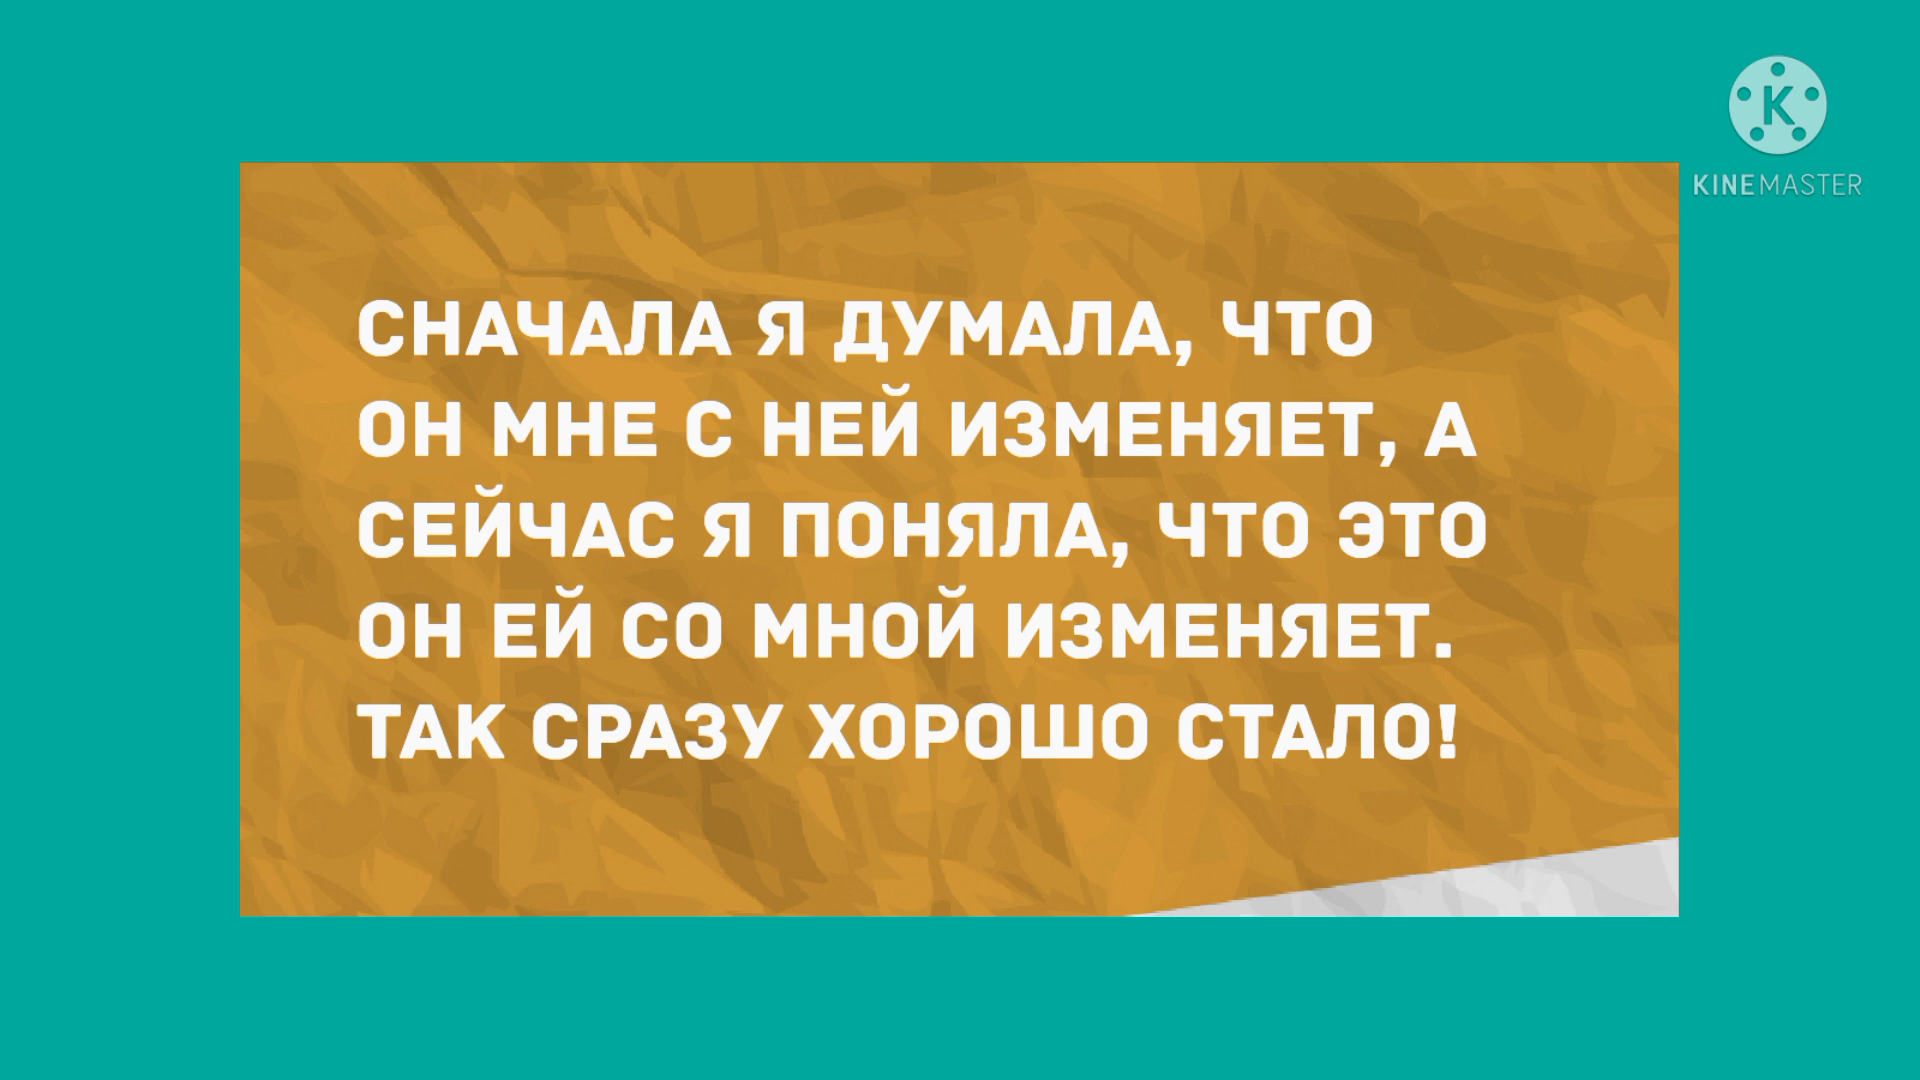 KINEMASTER
СНАЧАЛА Я ДУМАЛА, ЧТО
ОН МНЕ С НЕЙ ИЗМЕНЯЕТ, А
СЕЙЧАС Я ПОНЯЛА, ЧТО ЭТО
ОН ЕЙ СО МНОЙ ИЗМЕНЯЕТ.
ТАК СРАЗУ ХОРОШО СТАЛО!